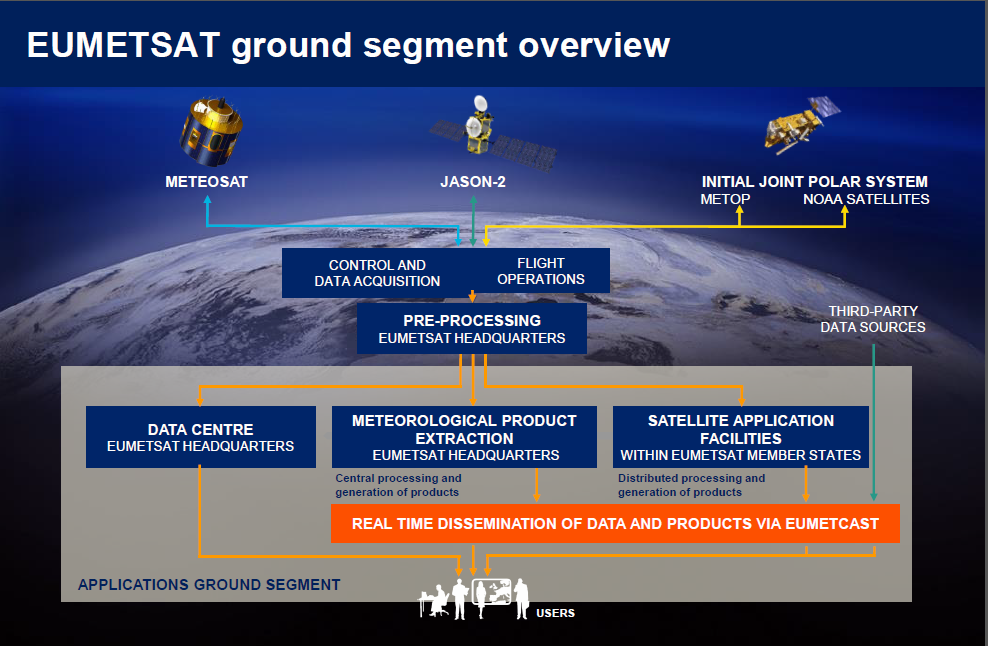 EUMETSAT ground segment overview
METEOSAT
JASON-2
INITIAL JOINT POLAR SYSTEM
METOP
NOAA SATELLITES
CONTROL AND
DATA ACQUISITION
FLIGHT
OPERATIONS
PRE-PROCESSING
EUMETSAT HEADQUARTERS
THIRD-PARTY
DATA SOURCES
DATA CENTRE
EUMETSAT HEADQUARTERS
METEOROLOGICAL PRODUCT
EXTRACTION
EUMETSAT HEADQUARTERS
SATELLITE APPLICATION
FACILITIES
WITHIN EUMETSAT MEMBER STATES
Central processing and
generation of products
Distributed processing and
generation of products
REAL TIME DISSEMINATION OF DATA AND PRODUCTS VIA EUMETCAST
APPLICATIONS GROUND SEGMENT
USERS